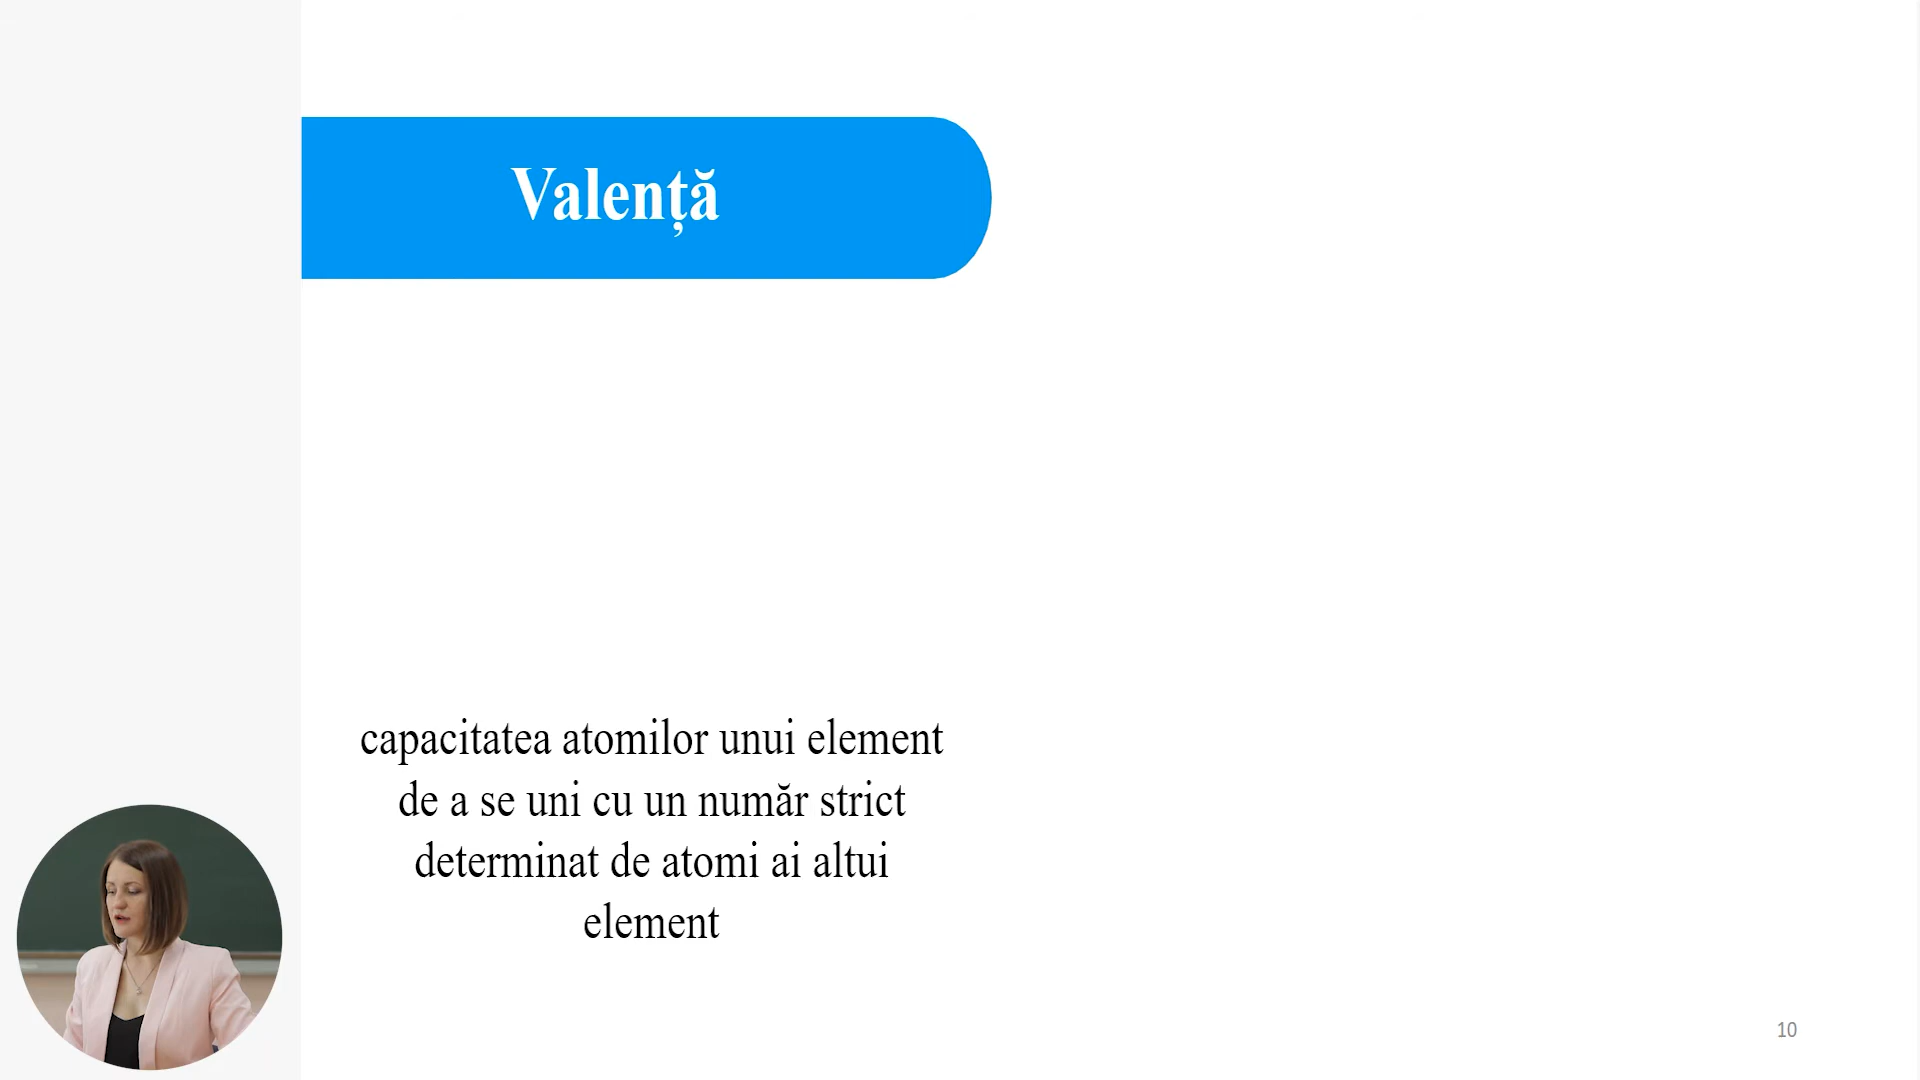 Valență
capacitatea atomilor unui element
de a se uni cu un număr strict
determinat de atomi ai altui
element
10